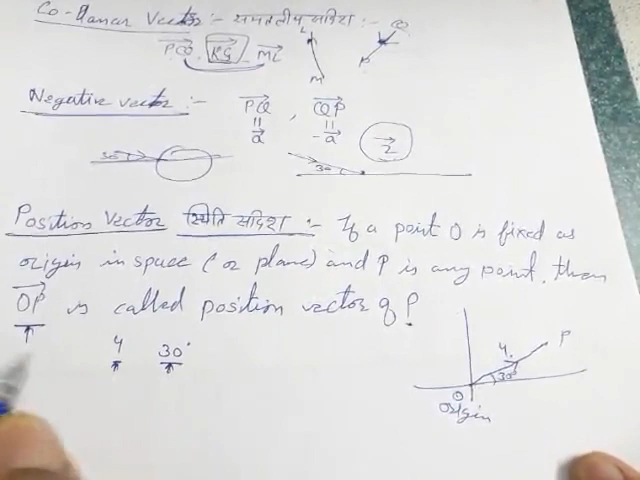 Co-Planar Vector :- समतलीय सदिश :-
PQ, RS, ML
L
M
Q
P
Negative vector :- PQ , QP
= =
a -a
2
30
30
Position Vector स्थिति सदिश :- If a point O is fixed as
origin in space (or plane) and P is any point, then
OP is called position vector of P.
4 30°
4
P
30°
O
origin